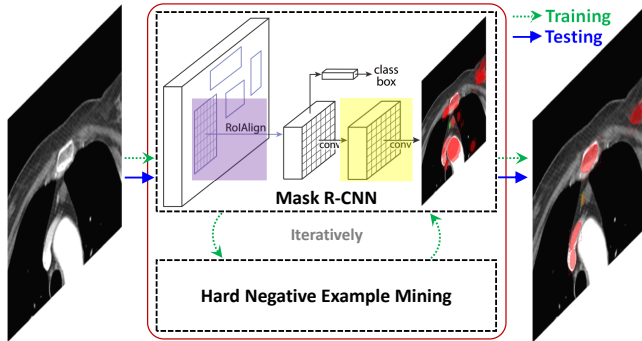 Training
Testing
class
box
RoIAlign
conv
conv
Mask R-CNN
Iteratively
Hard Negative Example Mining